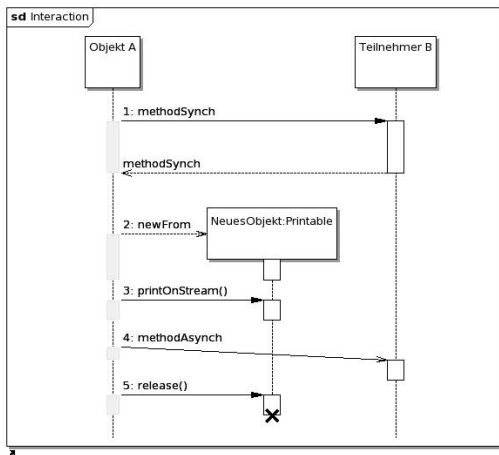 sd Interaction
Objekt A
Teilnehmer B
1: methodSynch
methodSynch
2: newFrom
NeuesObjekt:Printable
3: printOnStream()
4: methodAsynch
5: release()